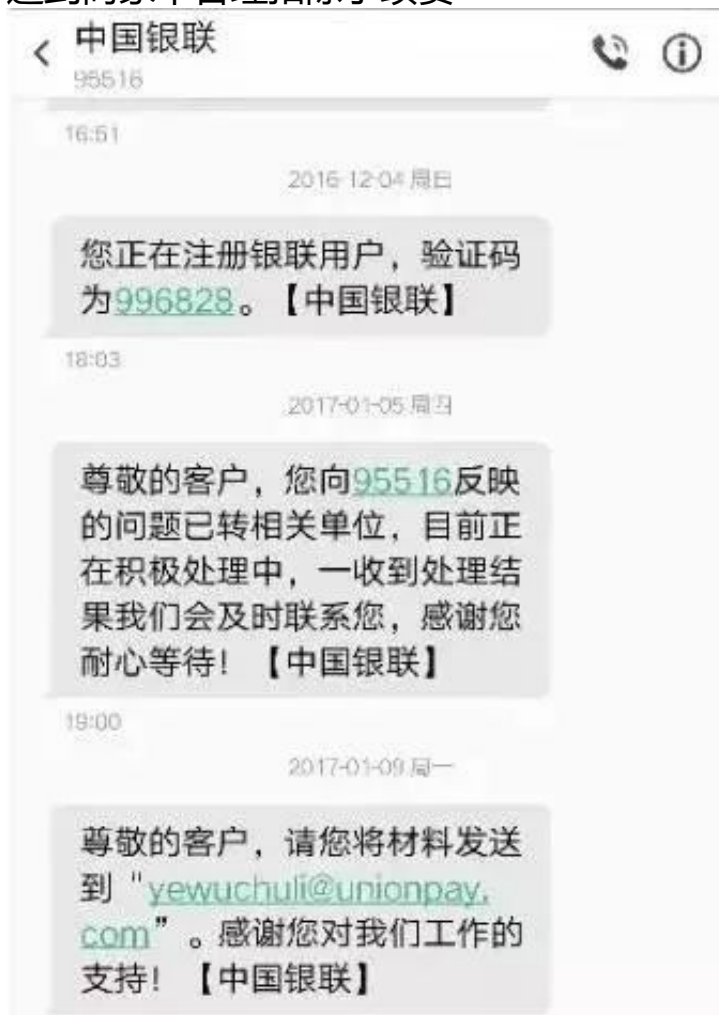 中国银联
95516
16:51
2016-12-04 周日
您正在注册银联用户，验证码
为996828。【中国银联】
18:03
2017-01-05 周四
尊敬的客户，您向95516反映
的问题已转相关单位，目前正
在积极处理中，一收到处理结
果我们会及时联系您，感谢您
耐心等待！【中国银联】
19:00
2017-01-09 周一
尊敬的客户，请您将材料发送
到“yewuchuli@unionpay.
com”。感谢您对我们工作的
支持！【中国银联】